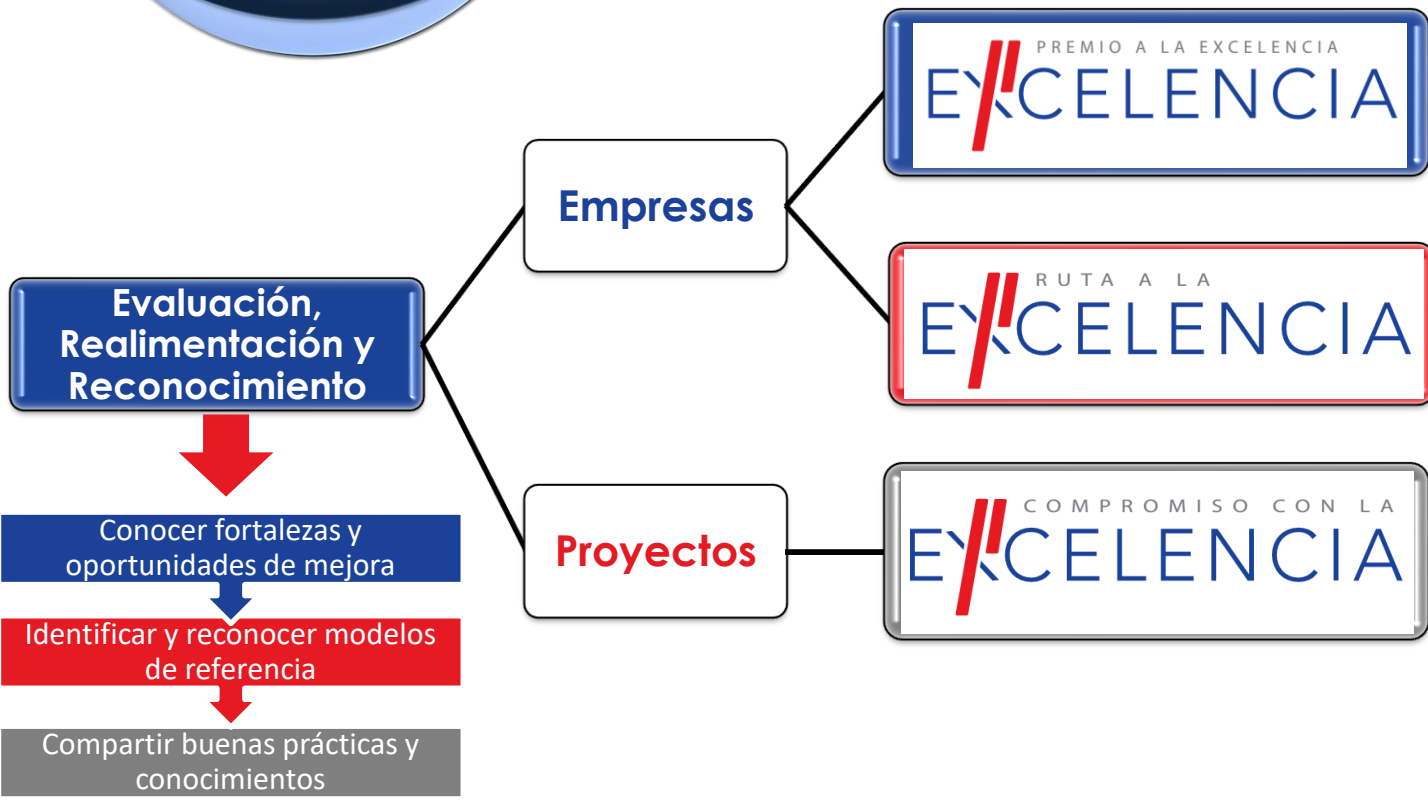 PREMIO A LA EXCELENCIA
EXCELENCIA
Empresas
RUTA A LA
EXCELENCIA
Evaluación,
Realimentación y
Reconocimiento
COMPROMISO CON LA
EXCELENCIA
Proyectos
Conocer fortalezas y
oportunidades de mejora
Identificar y reconocer modelos
de referencia
Compartir buenas prácticas y
conocimientos